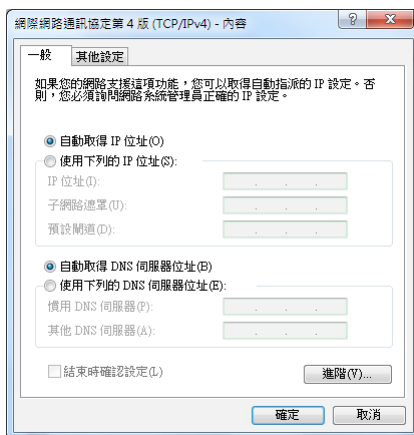 網際網路通訊協定第 4 版 (TCP/IPv4) - 內容
一般
其他設定
如果您的網路支援這項功能，您可以取得自動指派的 IP 設定。否
則，您必須詢問網路系統管理員正確的 IP 設定。
自動取得 IP 位址(O)
使用下列的 IP 位址(S):
IP 位址(I):
子網路遮罩(U):
預設閘道(D):
自動取得 DNS 伺服器位址(B)
使用下列的 DNS 伺服器位址(E):
慣用 DNS 伺服器(P):
其他 DNS 伺服器(A):
結束時確認設定(L)
進階(V)...
確定
取消